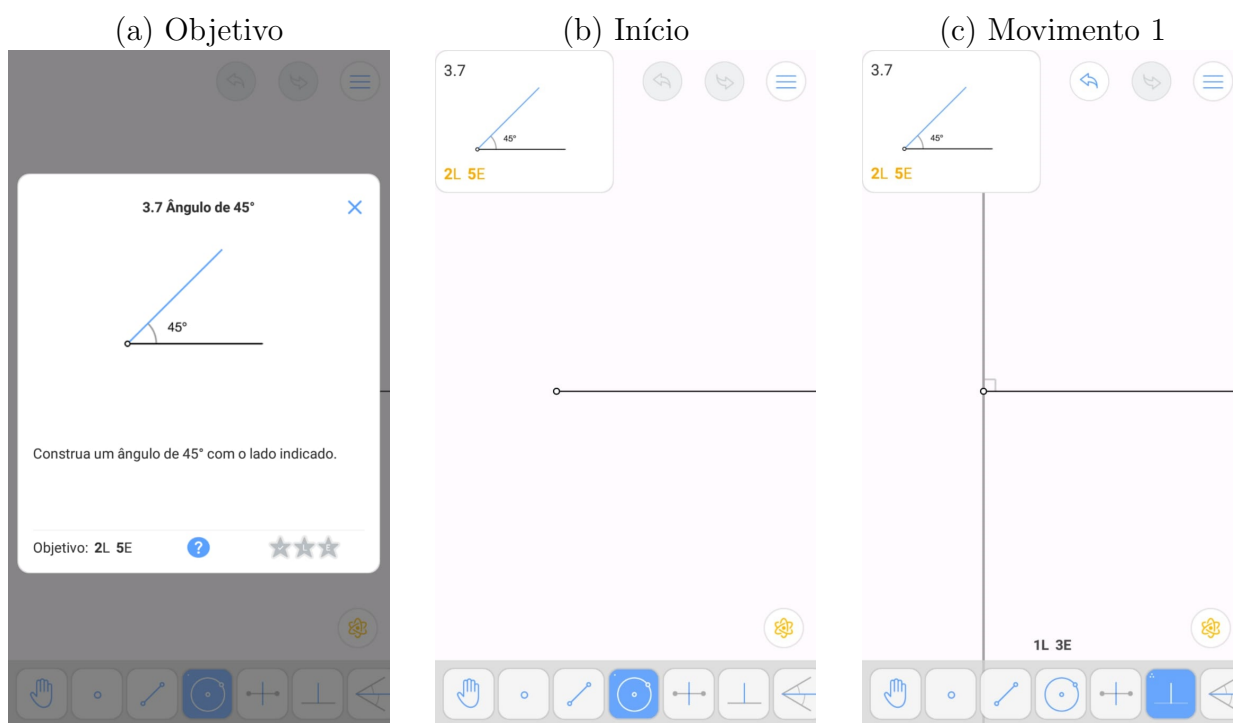 (a) Objetivo
3.7 Ângulo de 45°
45°
Construa um ângulo de 45° com o lado indicado.
Objetivo: 2L 5E
?
(b) Início
3.7
45°
2L 5E
(c) Movimento 1
3.7
45°
2L 5E
1L 3E